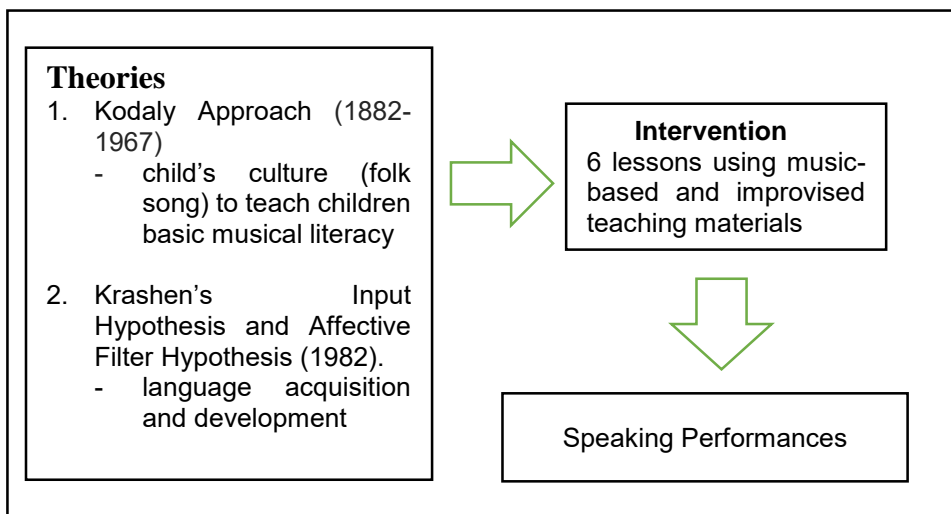 Theories
1. Kodaly Approach (1882-
1967)
- child’s culture (folk
song) to teach children
basic musical literacy
2. Krashen’s Input
Hypothesis and Affective
Filter Hypothesis (1982).
- language acquisition
and development
Intervention
6 lessons using music-
based and improvised
teaching materials
Speaking Performances